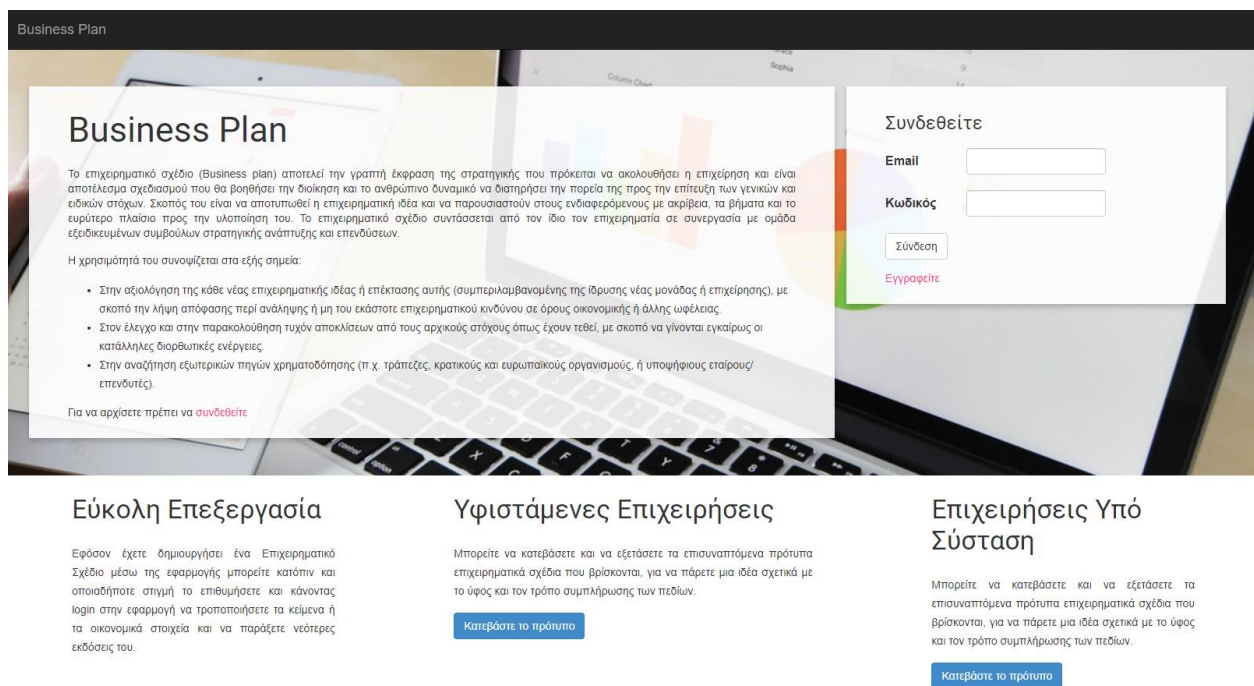 Business Plan
Grace
Sophia
Column Chart
13
9
14
Business Plan
Το επιχειρηματικό σχέδιο (Business plan) αποτελεί την γραπτή έκφραση της στρατηγικής που πρόκειται να ακολουθήσει η επιχείρηση και είναι
αποτέλεσμα σχεδιασμού που θα βοηθήσει την διοίκηση και το ανθρώπινο δυναμικό να διατηρήσει την πορεία της προς την επίτευξη των γενικών και
ειδικών στόχων. Σκοπός του είναι να αποτυπωθεί η επιχειρηματική ιδέα και να παρουσιαστούν στους ενδιαφερόμενους με ακρίβεια, τα βήματα και το
ευρύτερο πλαίσιο προς την υλοποίηση του. Το επιχειρηματικό σχέδιο συντάσσεται από τον ίδιο τον επιχειρηματία σε συνεργασία με ομάδα
εξειδικευμένων συμβούλων στρατηγικής ανάπτυξης και επενδύσεων.
Η χρησιμότητά του συνοψίζεται στα εξής σημεία:
• Στην αξιολόγηση της κάθε νέας επιχειρηματικής ιδέας ή επέκτασης αυτής (συμπεριλαμβανομένης της ίδρυσης νέας μονάδας ή επιχείρησης), με
σκοπό την λήψη απόφασης περί ανάληψης ή μη του εκάστοτε επιχειρηματικού κινδύνου σε όρους οικονομικής ή άλλης ωφέλειας.
• Στον έλεγχο και στην παρακολούθηση τυχόν αποκλίσεων από τους αρχικούς στόχους όπως έχουν τεθεί, με σκοπό να γίνονται εγκαίρως οι
κατάλληλες διορθωτικές ενέργειες.
• Στην αναζήτηση εξωτερικών πηγών χρηματοδότησης (π.χ. τράπεζες, κρατικούς και ευρωπαϊκούς οργανισμούς, ή υποψήφιους εταίρους/
επενδυτές).
Για να αρχίσετε πρέπει να συνδεθείτε
Συνδεθείτε
Email
Κωδικός
Σύνδεση
Εγγραφείτε
control
option
Εύκολη Επεξεργασία
Εφόσον έχετε δημιουργήσει ένα Επιχειρηματικό
Σχέδιο μέσω της εφαρμογής μπορείτε κατόπιν και
οποιαδήποτε στιγμή το επιθυμήσετε και κάνοντας
login στην εφαρμογή να τροποποιήσετε τα κείμενα ή
τα οικονομικά στοιχεία και να παράξετε νεότερες
εκδόσεις του.
Υφιστάμενες Επιχειρήσεις
Μπορείτε να κατεβάσετε και να εξετάσετε τα επισυναπτόμενα πρότυπα
επιχειρηματικά σχέδια που βρίσκονται, για να πάρετε μια ιδέα σχετικά με
το ύφος και τον τρόπο συμπλήρωσης των πεδίων.
Κατεβάστε το πρότυπο
Επιχειρήσεις Υπό
Σύσταση
Μπορείτε να κατεβάσετε και να εξετάσετε τα
επισυναπτόμενα πρότυπα επιχειρηματικά σχέδια που
βρίσκονται, για να πάρετε μια ιδέα σχετικά με το ύφος
και τον τρόπο συμπλήρωσης των πεδίων.
Κατεβάστε το πρότυπο